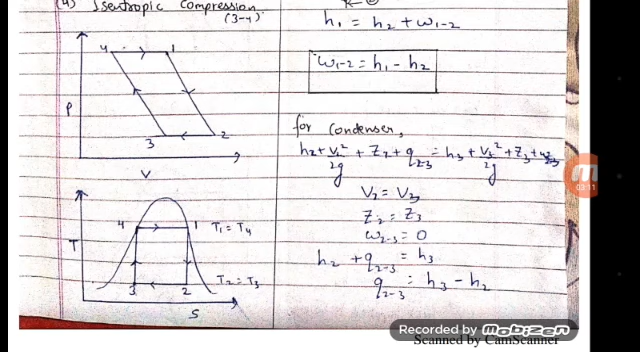 (4) Isentropic Compression
(3-4)
P
4
1
3
2
V
T
4
1
T₁ = T₄
3
2
T₂ = T₃
S
h₁ = h₂ + w₁₋₂
w₁₋₂ = h₁ - h₂
for condenser,
h₂ + V₂²/2g + Z₂ + q₂₋₃ = h₃ + V₃²/2g + Z₃ + w₂₋₃
V₂ = V₃
Z₂ = Z₃
w₂₋₃ = 0
h₂ + q₂₋₃ = h₃
q₂₋₃ = h₃ - h₂
03:11
Recorded by mobizen
Scanned by CamScanner